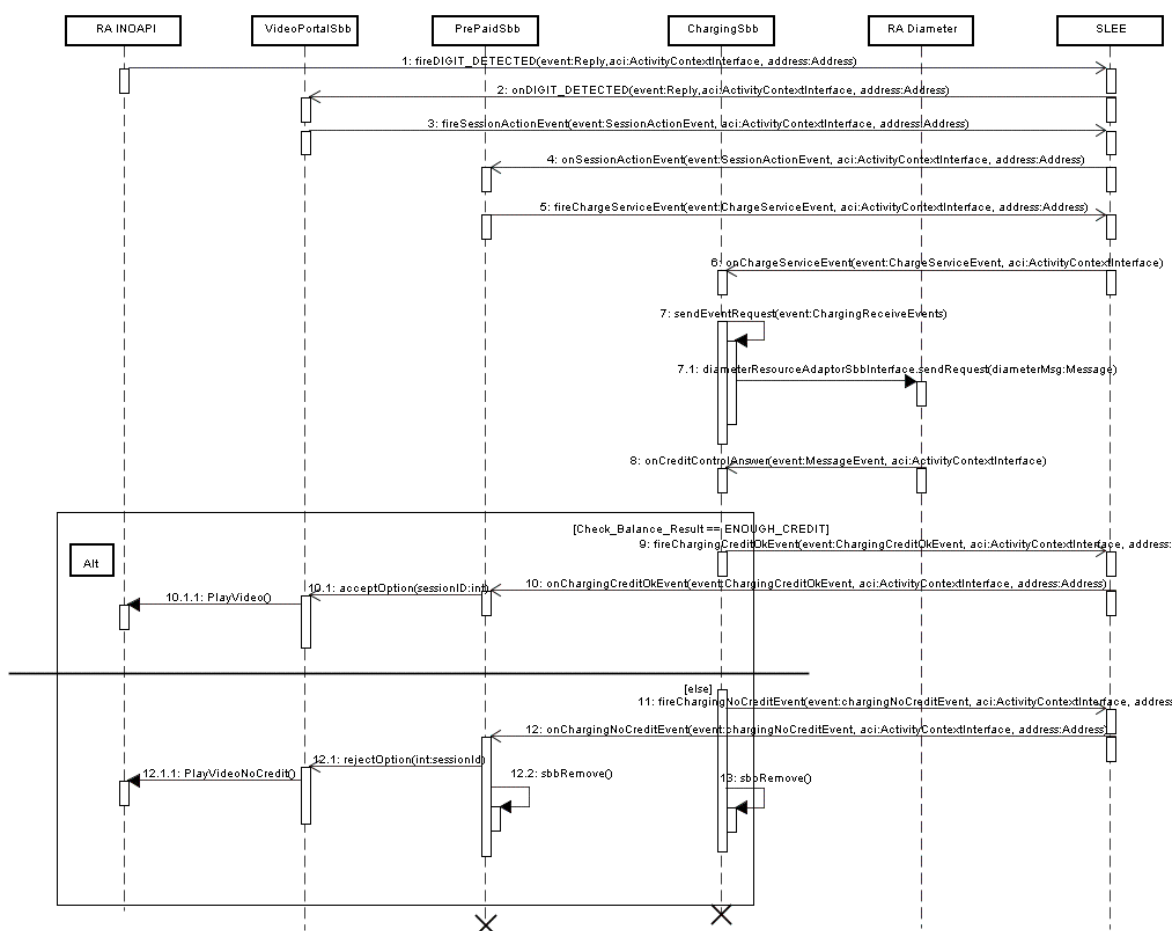 RA INOAPI
VideoPortalSbb
PrePaidSbb
ChargingSbb
RA Diameter
SLEE
1: fireDIGIT_DETECTED(event:Reply,aci:ActivityContextInterface, address:Address)
2: onDIGIT_DETECTED(event:Reply,aci:ActivityContextInterface, address:Address)
3: fireSessionActionEvent(event:SessionActionEvent, aci:ActivityContextInterface, address:Address)
4: onSessionActionEvent(event:SessionActionEvent, aci:ActivityContextInterface, address:Address)
5: fireChargeServiceEvent(event:ChargeServiceEvent, aci:ActivityContextInterface, address:Address)
6: onChargeServiceEvent(event:ChargeServiceEvent, aci:ActivityContextInterface)
7: sendEventRequest(event:ChargingReceiveEvents)
7.1: diameterResourceAdaptorSbbInterface.sendRequest(diameterMsg:Message)
8: onCreditControlAnswer(event:MessageEvent, aci:ActivityContextInterface)
[Check_Balance_Result == ENOUGH_CREDIT]
9: fireChargingCreditOkEvent(event:ChargingCreditOkEvent, aci:ActivityContextInterface, address:
Alt
10: onChargingCreditOkEvent(event:ChargingCreditOkEvent, aci:ActivityContextInterface, address:Address)
10.1: acceptOption(sessionID:int)
10.1.1: PlayVideo()
[else]
11: fireChargingNoCreditEvent(event:chargingNoCreditEvent, aci:ActivityContextInterface, address
12: onChargingNoCreditEvent(event:chargingNoCreditEvent, aci:ActivityContextInterface, address:Address)
12.1: rejectOption(int:sessionId)
12.1.1: PlayVideoNoCredit()
12.2: sbbRemove()
13: sbbRemove()